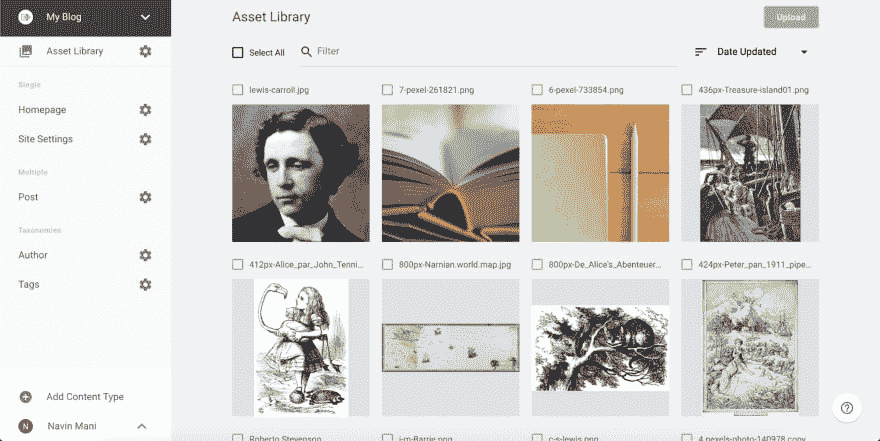 My Blog
Asset Library
Single
Homepage
Site Settings
Multiple
Post
Taxonomies
Author
Tags
Add Content Type
N Navin Mani
Asset Library
Upload
Select All
Filter
Date Updated
lewis-carroll.jpg
7-pexel-261821.png
6-pexel-733854.png
436px-Treasure-island01.png
412px-Alice_par_John_Tenni...
800px-Narnian.world.map.jpg
800px-De_Alice's_Abenteuer...
424px-Peter_pan_1911_pipe...
Roberto Stevenson
j-m-Barrie.png
c-s-lewis.png
4 pexels-photo-140978 copy